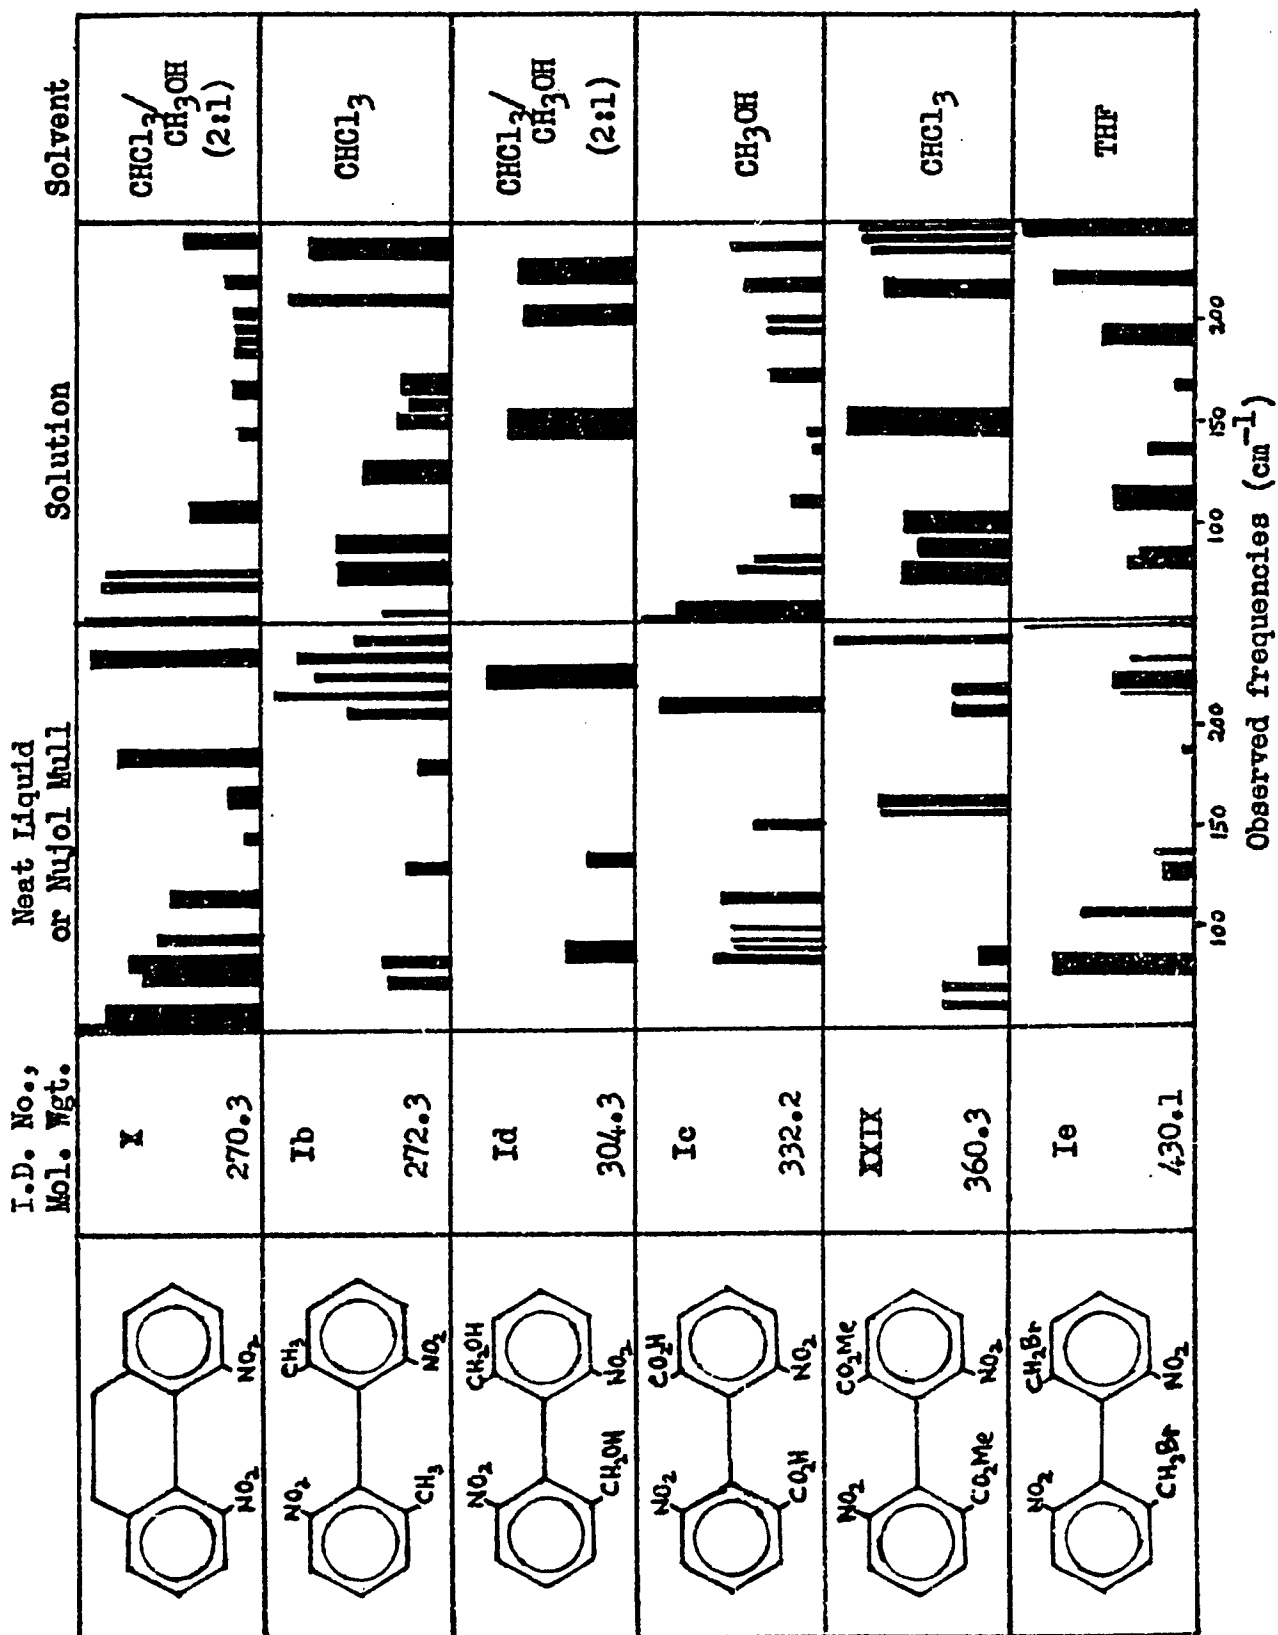 I.D. No.,
Mol. Wgt.
Neat Liquid
or Nujol Mull
Solution
Solvent
NO₂
NO₂
X
270.3
CHCl₃/
CH₃OH
(2:1)
NO₂
CH₃
CH₃
NO₂
Ib
272.3
CHCl₃
NO₂
CH₂OH
CH₂OH
NO₂
Id
304.3
CHCl₃/
CH₃OH
(2:1)
NO₂
CO₂H
CO₂H
NO₂
Ic
332.2
CH₃OH
NO₂
CO₂Me
CO₂Me
NO₂
XXIX
360.3
CHCl₃
NO₂
CH₂Br
CH₂Br
NO₂
Ie
430.1
THF
100 150 200 100 150 200
Observed frequencies (cm⁻¹)